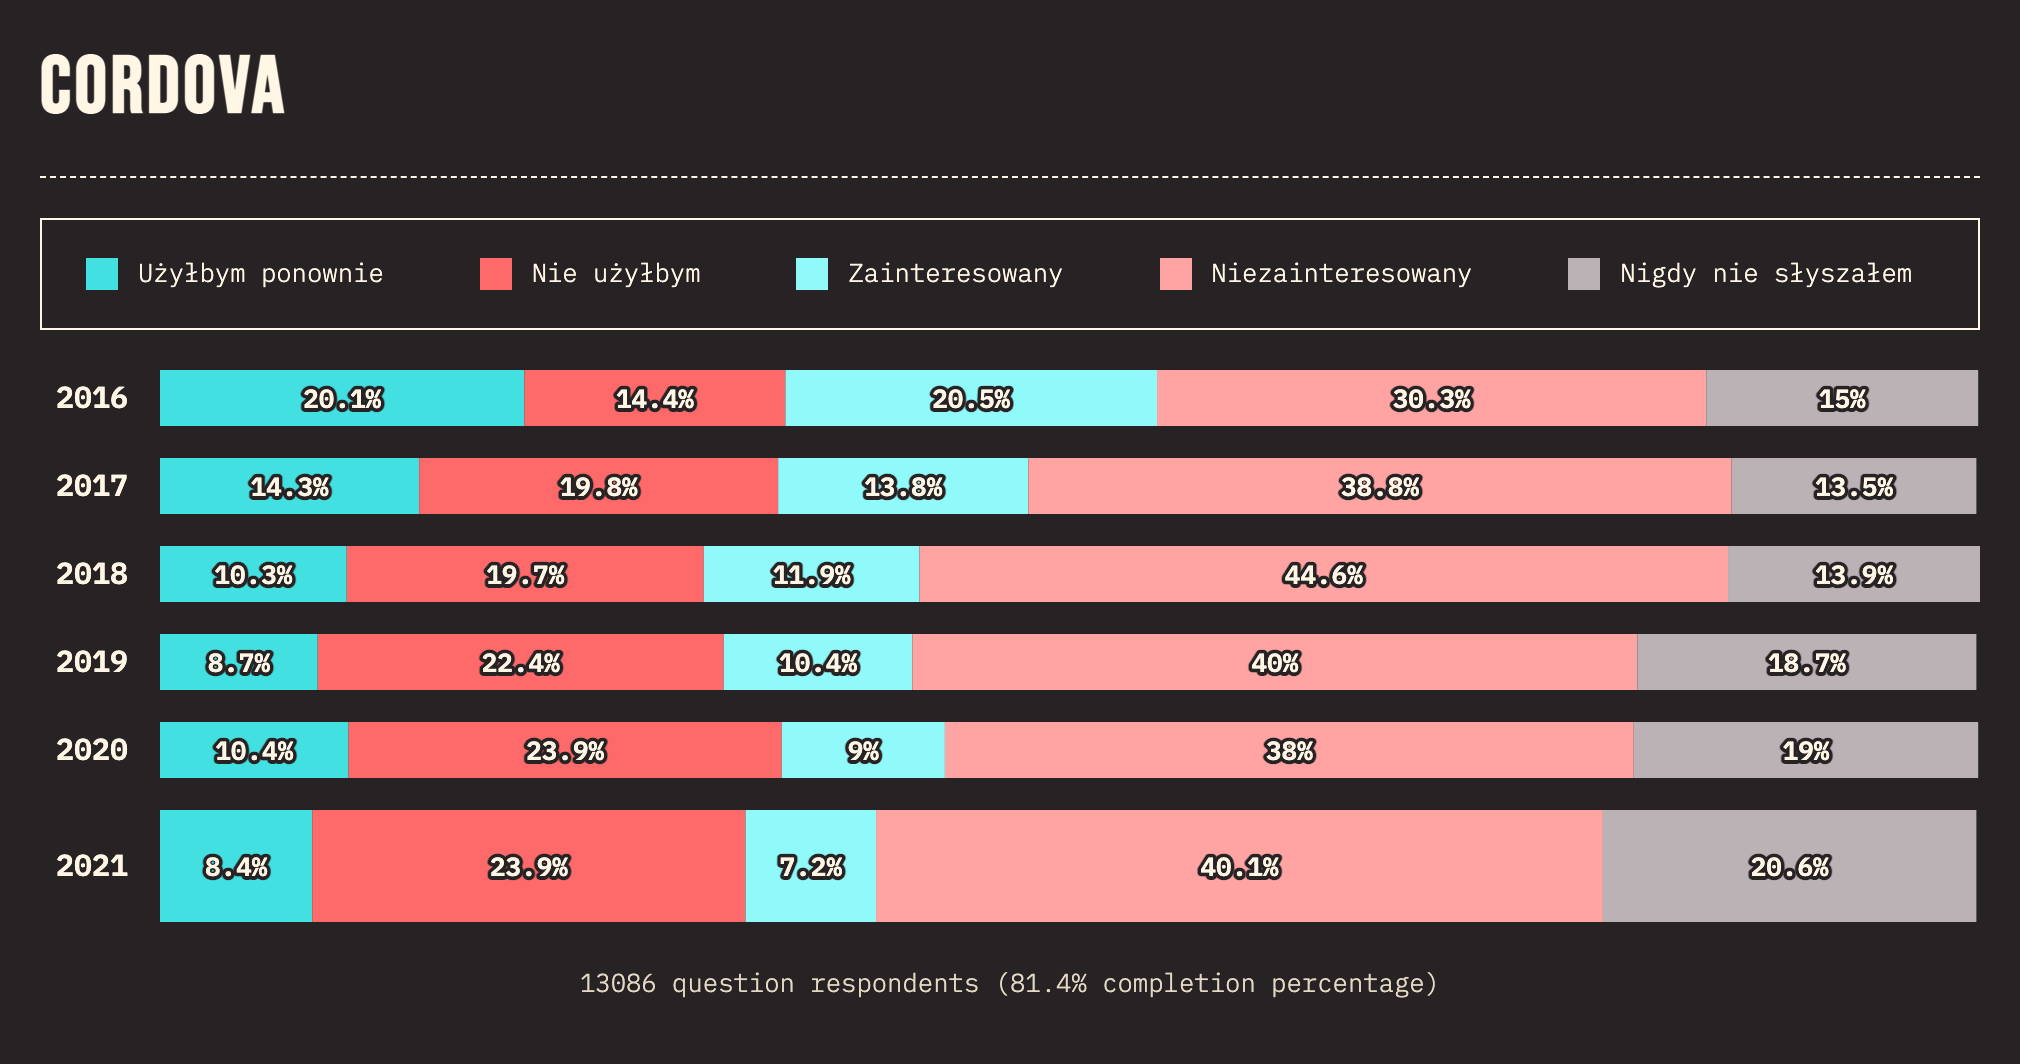 CORDOVA
Użyłbym ponownie Nie użyłbym Zainteresowany Niezainteresowany Nigdy nie słyszałem
2016 20.1% 14.4% 20.5% 30.3% 15%
2017 14.3% 19.8% 13.8% 38.8% 13.5%
2018 10.3% 19.7% 11.9% 44.6% 13.9%
2019 8.7% 22.4% 10.4% 40% 18.7%
2020 10.4% 23.9% 9% 38% 19%
2021 8.4% 23.9% 7.2% 40.1% 20.6%
13086 question respondents (81.4% completion percentage)